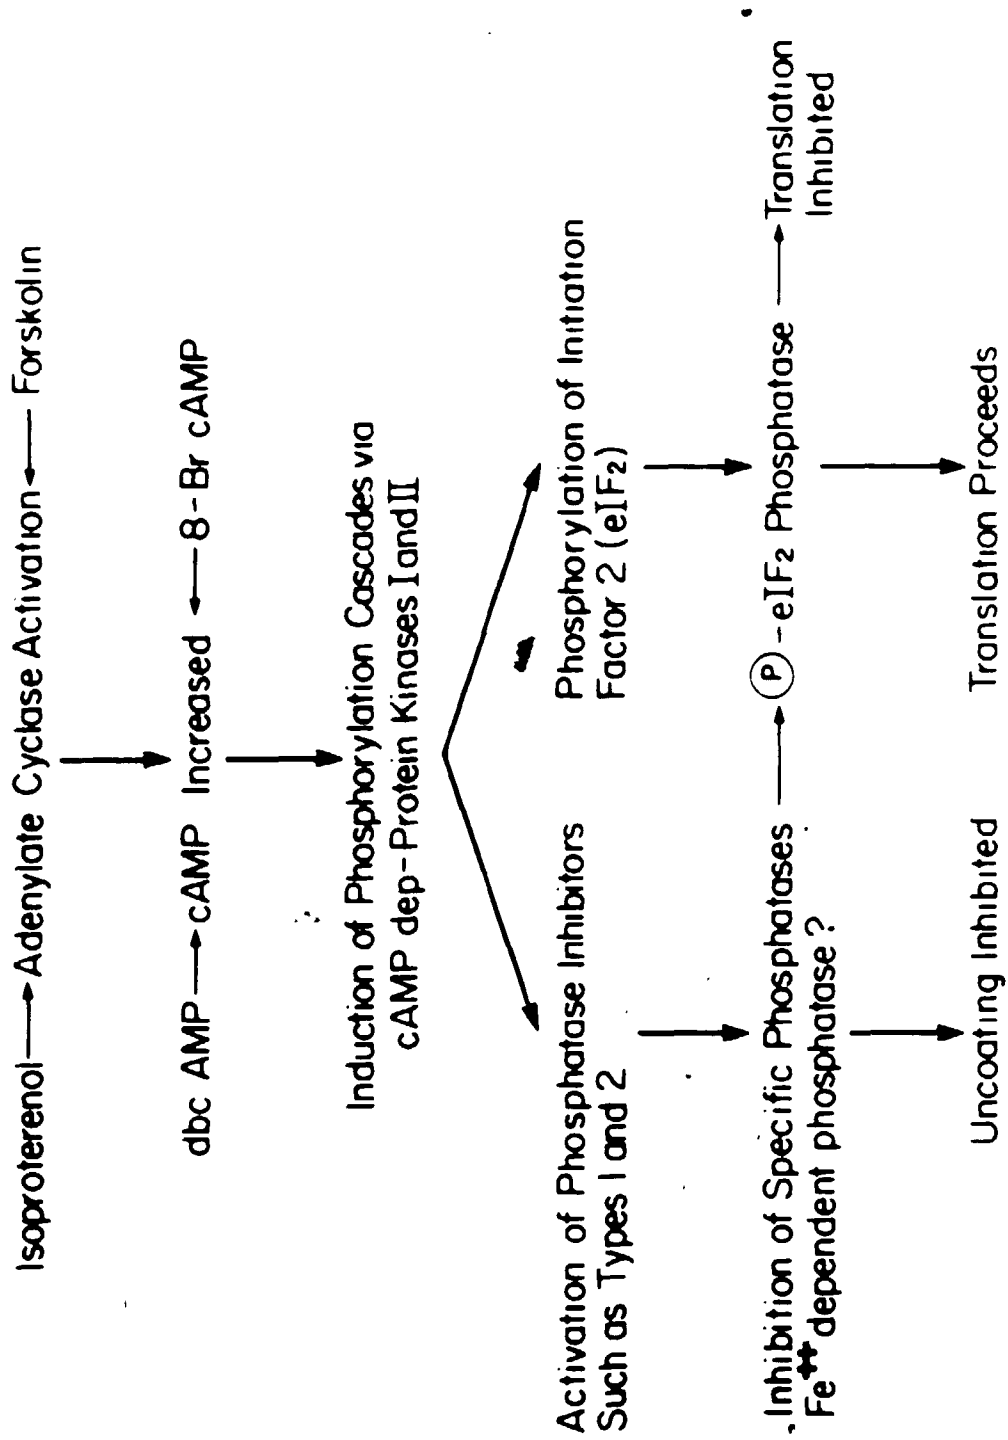 Isoproterenol → Adenylate Cyclase Activation ← Forskolin
dbc AMP → cAMP Increased ← 8-Br cAMP
Induction of Phosphorylation Cascades via
cAMP dep-Protein Kinases I and II
Activation of Phosphatase Inhibitors
Such as Types 1 and 2
Phosphorylation of Initiation
Factor 2 (eIF₂)
Inhibition of Specific Phosphatases → Ⓟ-eIF₂ Phosphatase → Translation
Inhibited
Fe⁺⁺ dependent phosphatase?
Uncoating Inhibited
Translation Proceeds